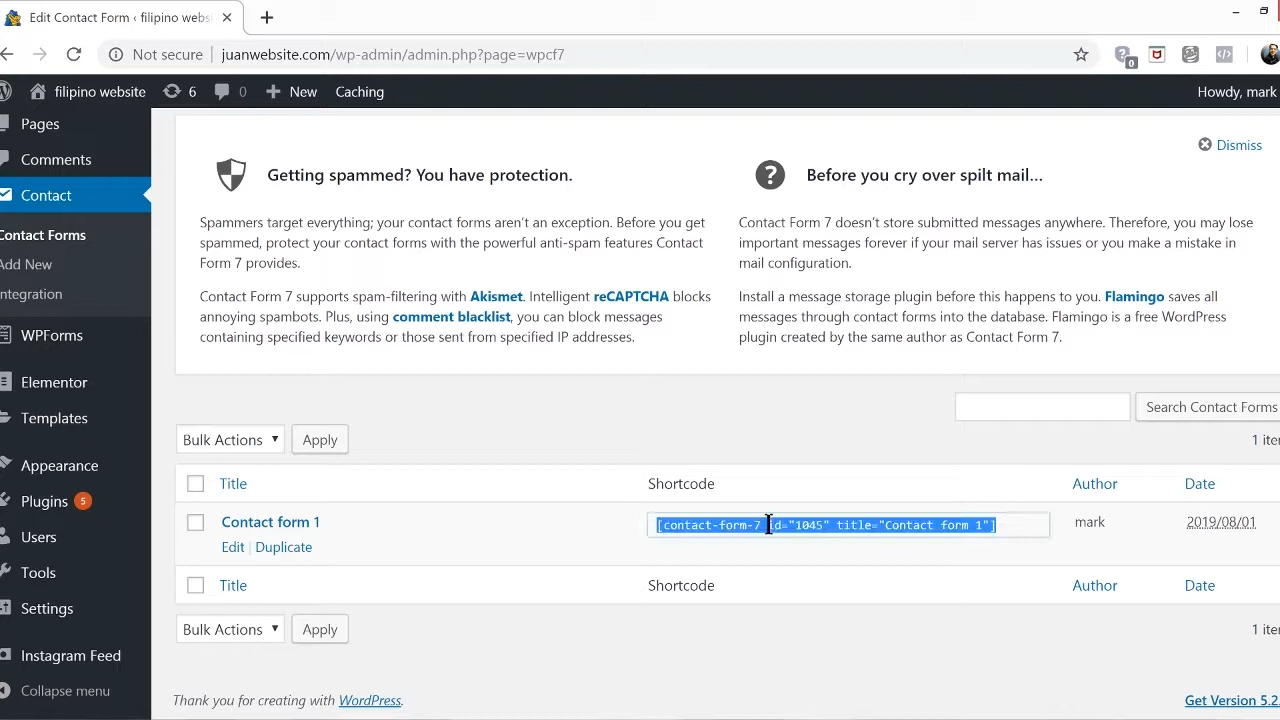 Edit Contact Form ‹ filipino webs
Not secure | juanwebsite.com/wp-admin/admin.php?page=wpcf7
0
filipino website 6 0 New Caching Howdy, mark
Pages
Comments
Contact
Contact Forms
Add New
ntegration
WPForms
Elementor
Templates
Appearance
Plugins 5
Users
Tools
Settings
Instagram Feed
Collapse menu
Dismiss
Getting spammed? You have protection.
Spammers target everything; your contact forms aren't an exception. Before you get
spammed, protect your contact forms with the powerful anti-spam features Contact
Form 7 provides.
Contact Form 7 supports spam-filtering with Akismet. Intelligent reCAPTCHA blocks
annoying spambots. Plus, using comment blacklist, you can block messages
containing specified keywords or those sent from specified IP addresses.
Before you cry over spilt mail…
Contact Form 7 doesn't store submitted messages anywhere. Therefore, you may lose
important messages forever if your mail server has issues or you make a mistake in
mail configuration.
Install a message storage plugin before this happens to you. Flamingo saves all
messages through contact forms into the database. Flamingo is a free WordPress
plugin created by the same author as Contact Form 7.
Search Contact Forms
Bulk Actions Apply 1 ite
Title Shortcode Author Date
Contact form 1 [contact-form-7 id="1045" title="Contact form 1"] mark 2019/08/01
Edit | Duplicate
Title Shortcode Author Date
Bulk Actions Apply 1 ite
Thank you for creating with WordPress. Get Version 5.2.